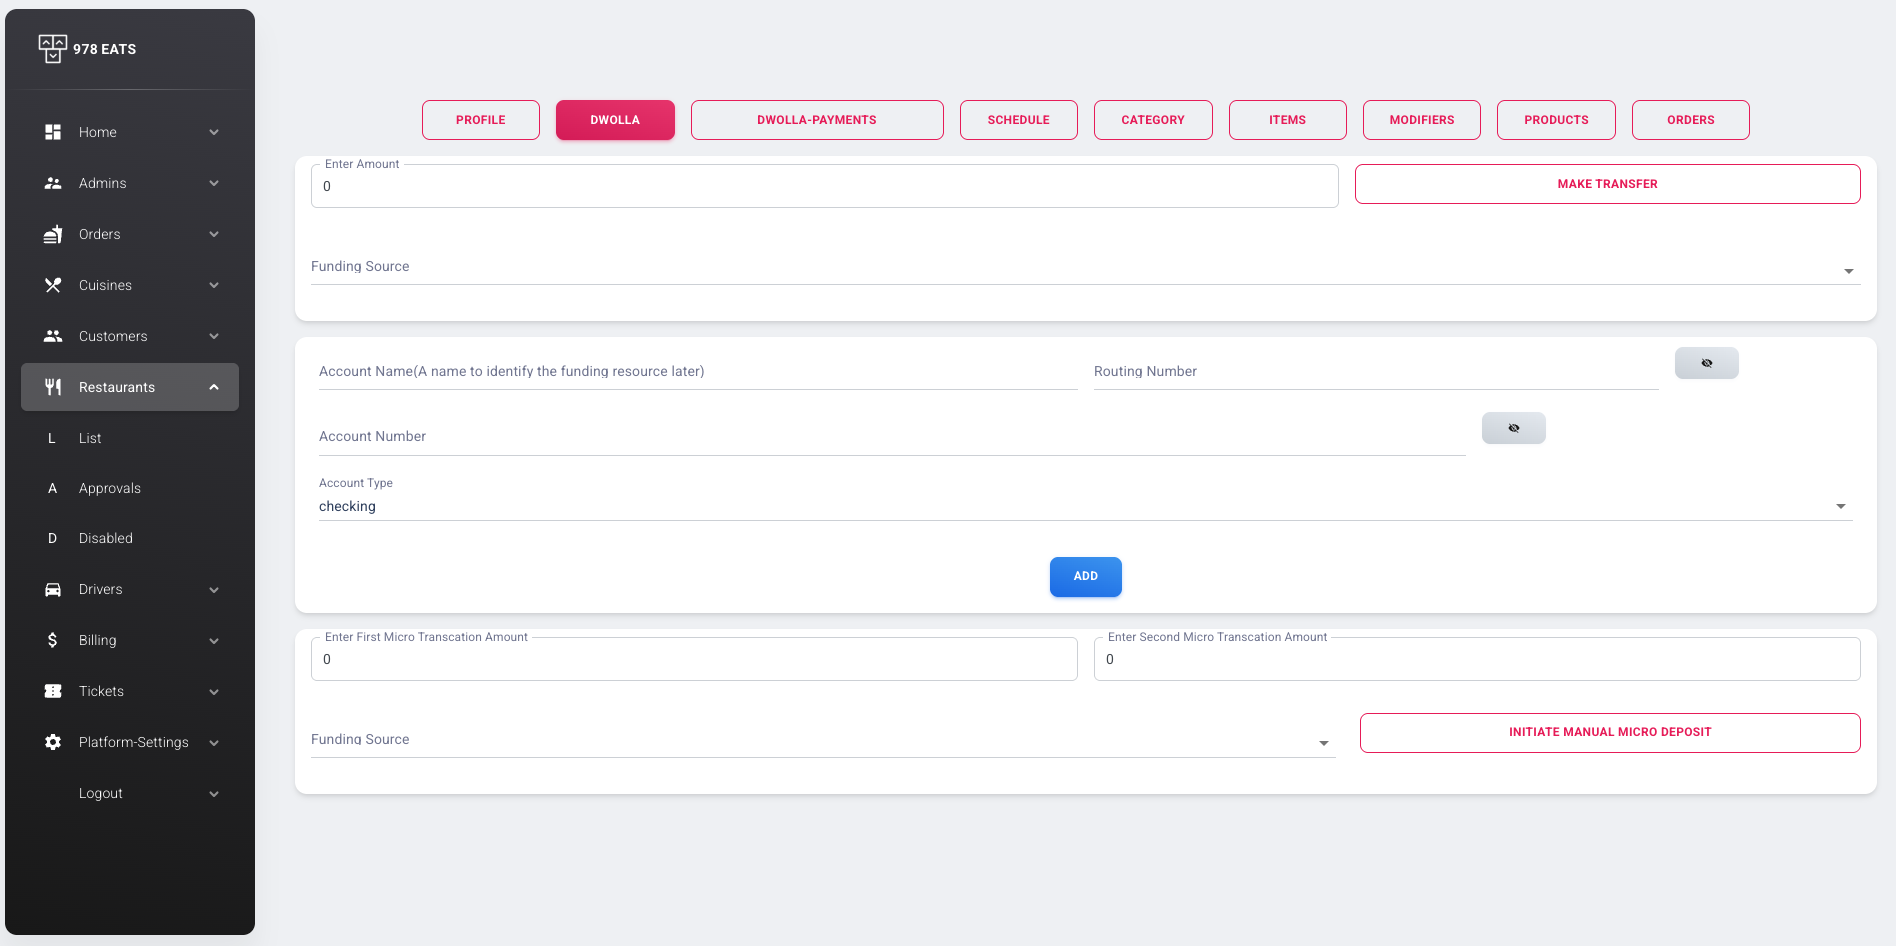 978 EATS
Home
Admins
Orders
Cuisines
Customers
Restaurants
L List
A Approvals
D Disabled
Drivers
Billing
Tickets
Platform-Settings
Logout
PROFILE DWOLLA DWOLLA-PAYMENTS SCHEDULE CATEGORY ITEMS MODIFIERS PRODUCTS ORDERS
Enter Amount
0 MAKE TRANSFER
Funding Source
Account Name(A name to identify the funding resource later) Routing Number
Account Number
Account Type
checking
ADD
Enter First Micro Transcation Amount Enter Second Micro Transcation Amount
0 0
Funding Source INITIATE MANUAL MICRO DEPOSIT